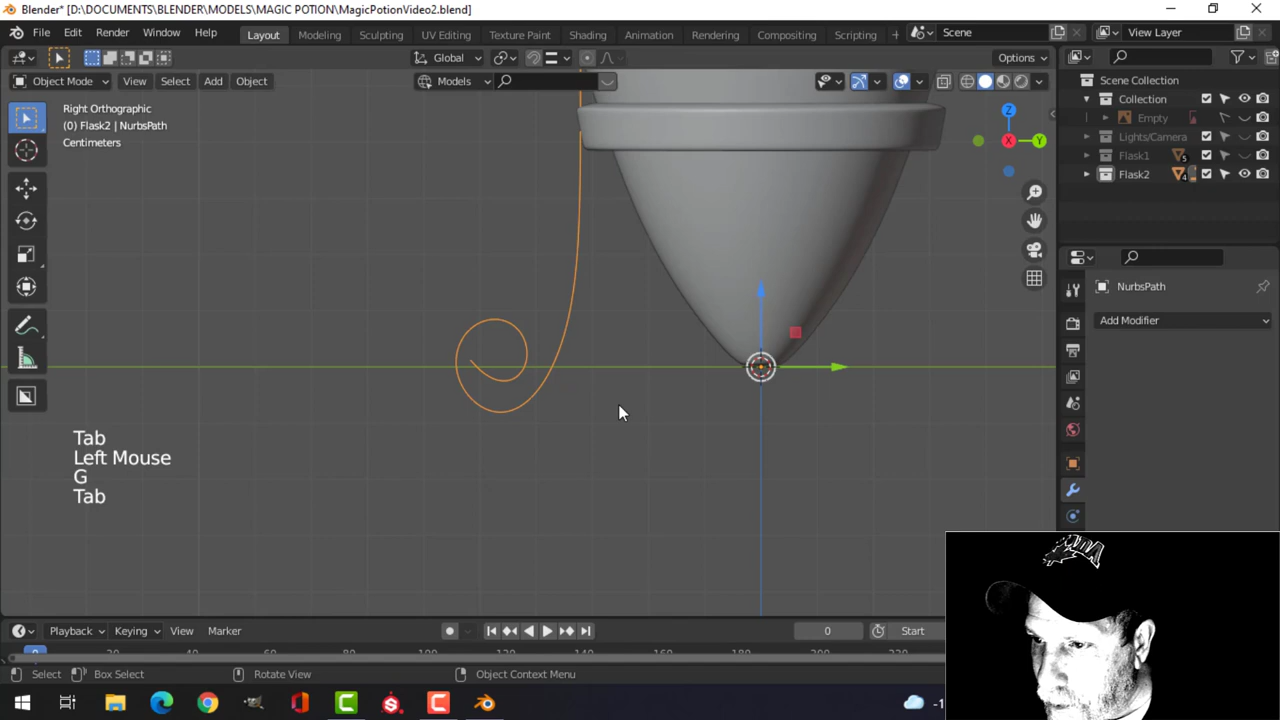 Blender* [D:\DOCUMENTS\BLENDER\MODELS\MAGIC POTION\MagicPotionVideo2.blend]
File Edit Render Window Help Layout Modeling Sculpting UV Editing Texture Paint Shading Animation Rendering Compositing Scripting + Scene View Layer
Global Options
Object Mode View Select Add Object Models
Scene Collection
Collection
Empty
Lights/Camera
Flask1 5
Flask2 4
Right Orthographic
(0) Flask2 | NurbsPath
Centimeters
Z
X Y
NurbsPath
Add Modifier
Tab
Left Mouse
G
Tab
Playback Keying View Marker 0 Start
0
Select Box Select Rotate View Object Context Menu